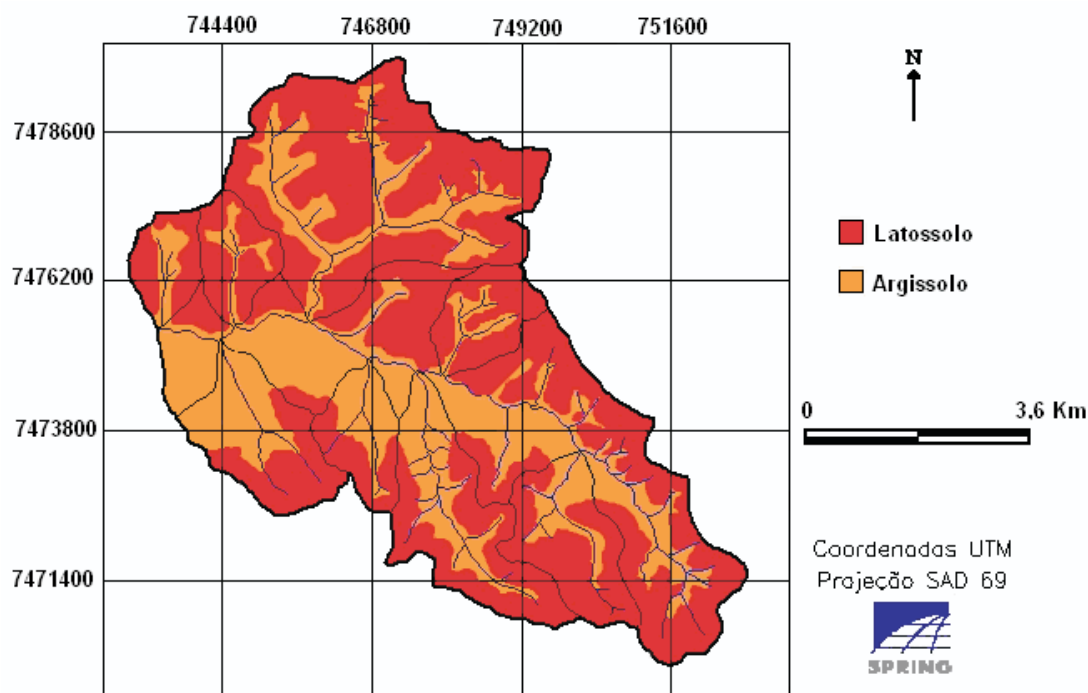 744400 746800 749200 751600
N
7478600
Latossolo
7476200
Argissolo
0 3.6 Km
7473800
Coordenadas UTM
7471400
Projeção SAD 69
SPRING